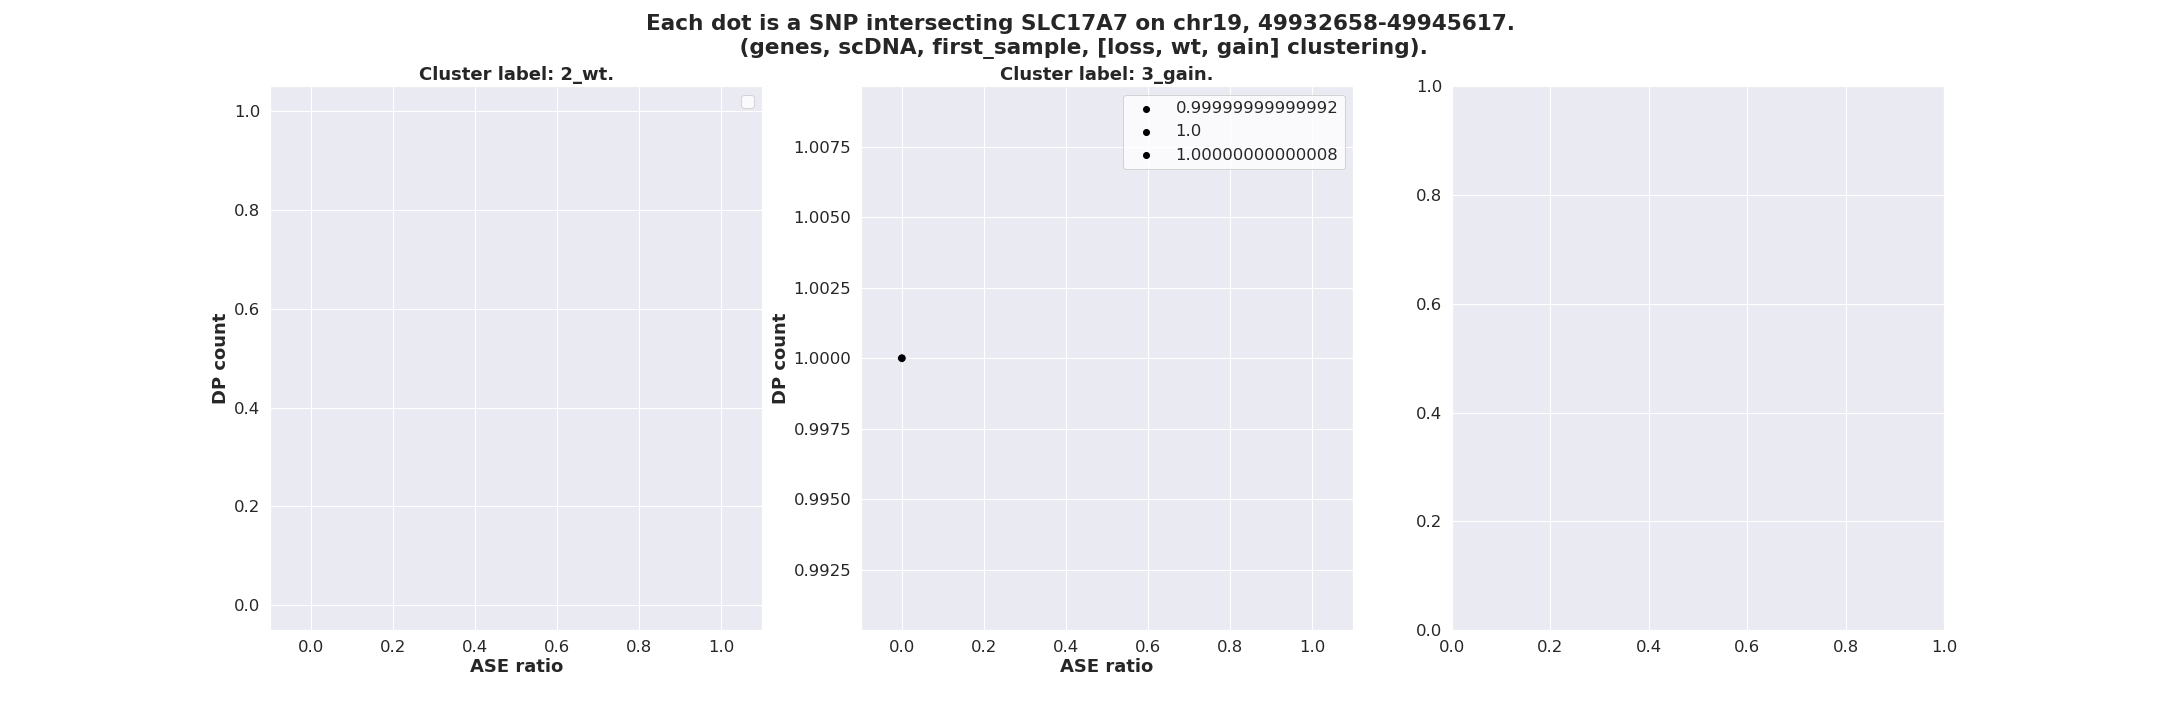 Each dot is a SNP intersecting SLC17A7 on chr19, 49932658-49945617.
(genes, scDNA, first_sample, [loss, wt, gain] clustering).
Cluster label: 2_wt.
DP count
1.0
0.8
0.6
0.4
0.2
0.0
0.0 0.2 0.4 0.6 0.8 1.0
ASE ratio
Cluster label: 3_gain.
0.99999999999992
1.0
1.00000000000008
DP count
1.0075
1.0050
1.0025
1.0000
0.9975
0.9950
0.9925
0.0 0.2 0.4 0.6 0.8 1.0
ASE ratio
1.0
0.8
0.6
0.4
0.2
0.0
0.0 0.2 0.4 0.6 0.8 1.0